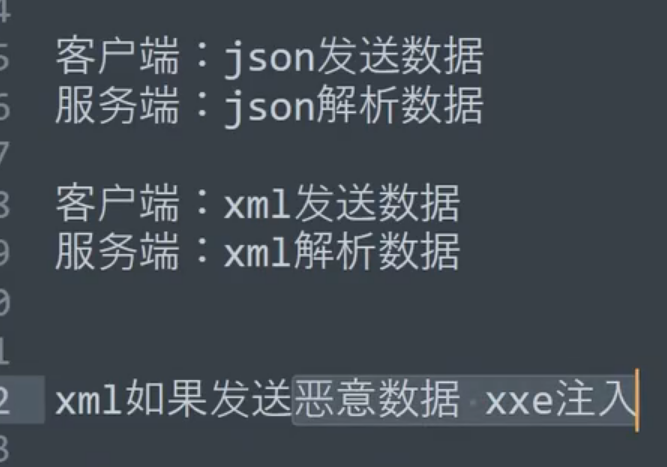 4
5 客户端：json发送数据
6 服务端：json解析数据
7
8 客户端：xml发送数据
9 服务端：xml解析数据
0
1
2 xml如果发送恶意数据 xxe注入
3